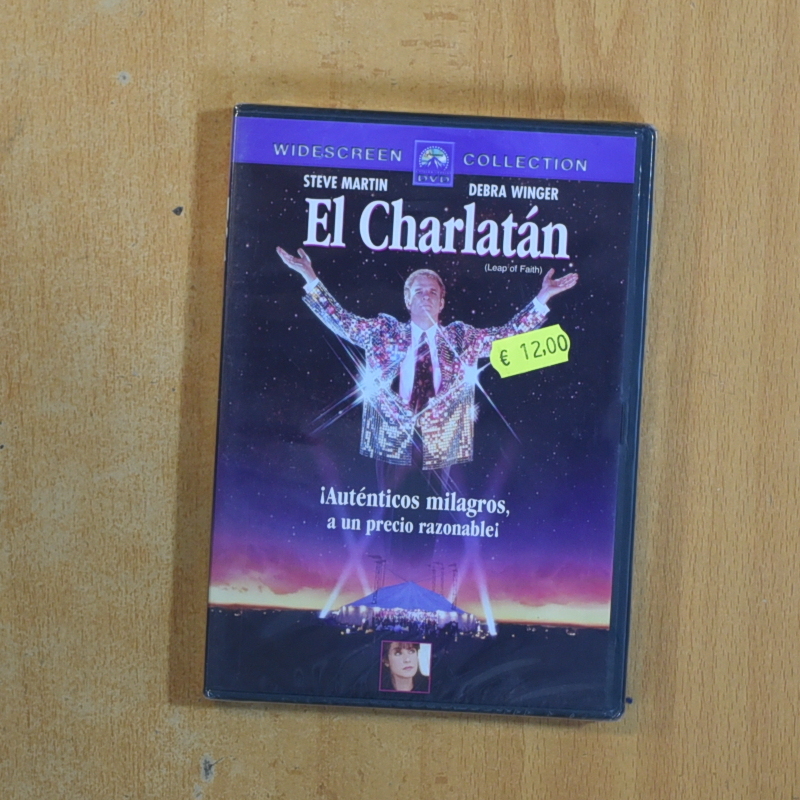 WIDESCREEN DVD COLLECTION
STEVE MARTIN DEBRA WINGER
El Charlatán
(Leap of Faith)
€ 12,00
¡Auténticos milagros,
a un precio razonable¡